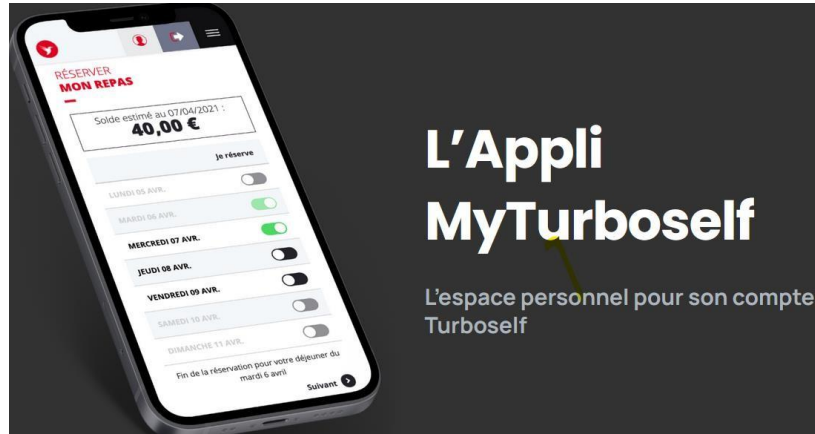 RÉSERVER
MON REPAS
Solde estimé au 07/04/2021 :
40,00 €
Je réserve
LUNDI 05 AVR.
MARDI 06 AVR.
MERCREDI 07 AVR.
JEUDI 08 AVR.
VENDREDI 09 AVR.
SAMEDI 10 AVR.
DIMANCHE 11 AVR.
Fin de la réservation pour votre déjeuner du
mardi 6 avril
Suivant
L’Appli
MyTurboself
L’espace personnel pour son compte
Turboself